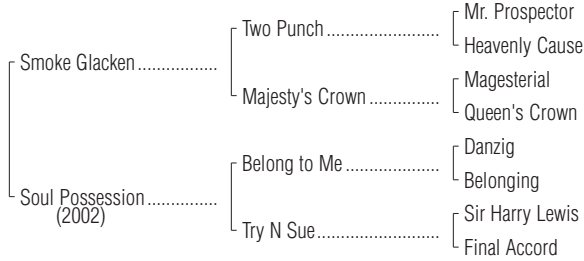 Mr. Prospector
Two Punch
Heavenly Cause
Smoke Glacken
Magesterial
Majesty's Crown
Queen's Crown
Danzig
Belong to Me
Belonging
Soul Possession
(2002)
Sir Harry Lewis
Try N Sue
Final Accord